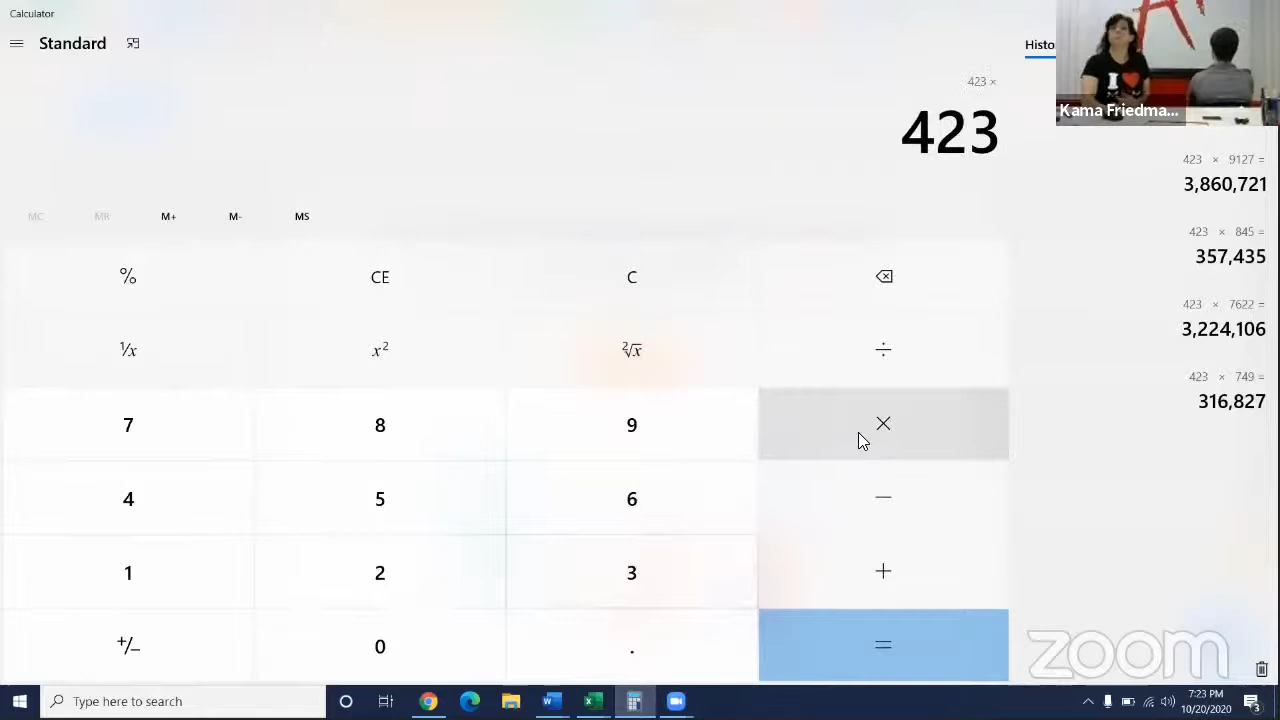 Calculator
Standard
Histo
423 ×
423
Kama Friedma...
423 × 9127 =
3,860,721
423 × 845 =
357,435
423 × 7622 =
3,224,106
423 × 749 =
316,827
MC MR M+ M- MS
% CE C
1/x x² ²√x ÷
7 8 9 ×
4 5 6 −
1 2 3 +
+/− 0 . =
zoom
Type here to search
7:23 PM
10/20/2020
3
I
A